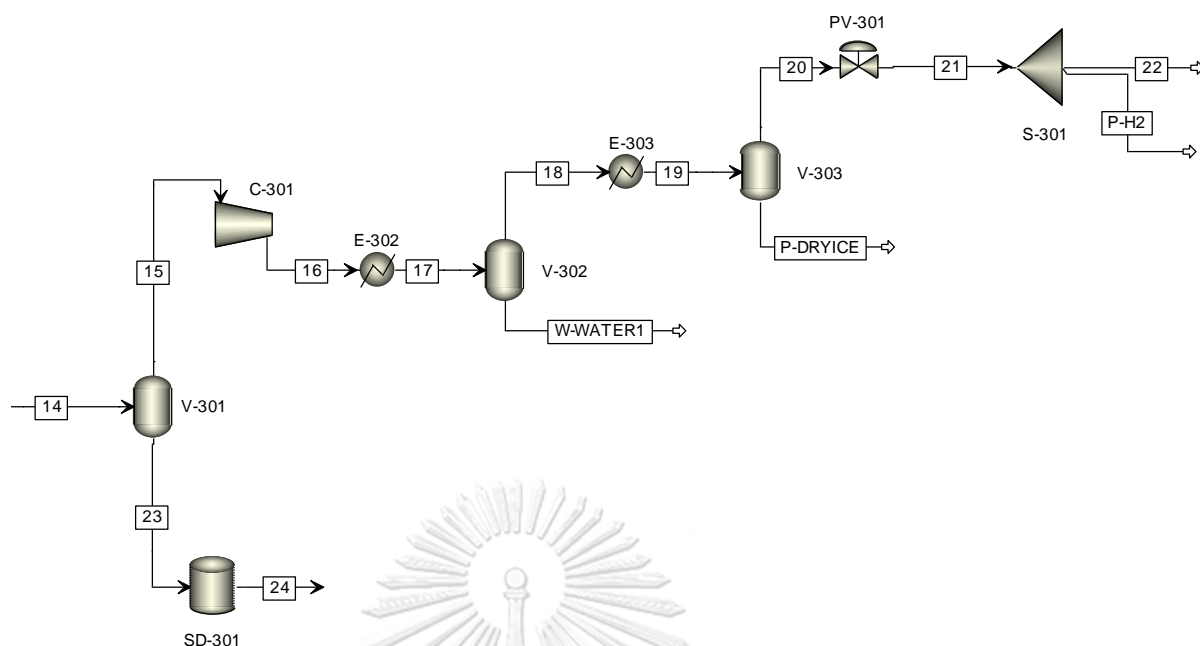 PV-301
20
21
22
P-H2
S-301
E-303
18
19
V-303
C-301
P-DRYICE
E-302
15
16
17
V-302
W-WATER1
14
V-301
23
24
SD-301